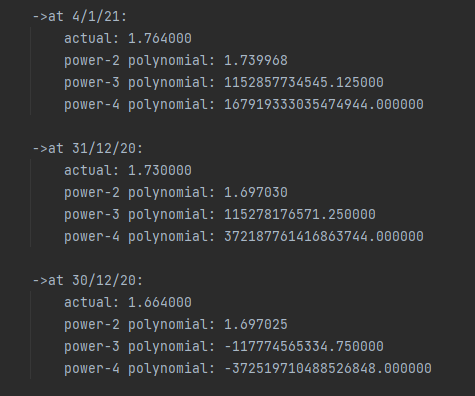 ->at 4/1/21:
actual: 1.764000
power-2 polynomial: 1.739968
power-3 polynomial: 1152857734545.125000
power-4 polynomial: 167919333035474944.000000
->at 31/12/20:
actual: 1.730000
power-2 polynomial: 1.697030
power-3 polynomial: 115278176571.250000
power-4 polynomial: 372187761416863744.000000
->at 30/12/20:
actual: 1.664000
power-2 polynomial: 1.697025
power-3 polynomial: -117774565334.750000
power-4 polynomial: -372519710488526848.000000